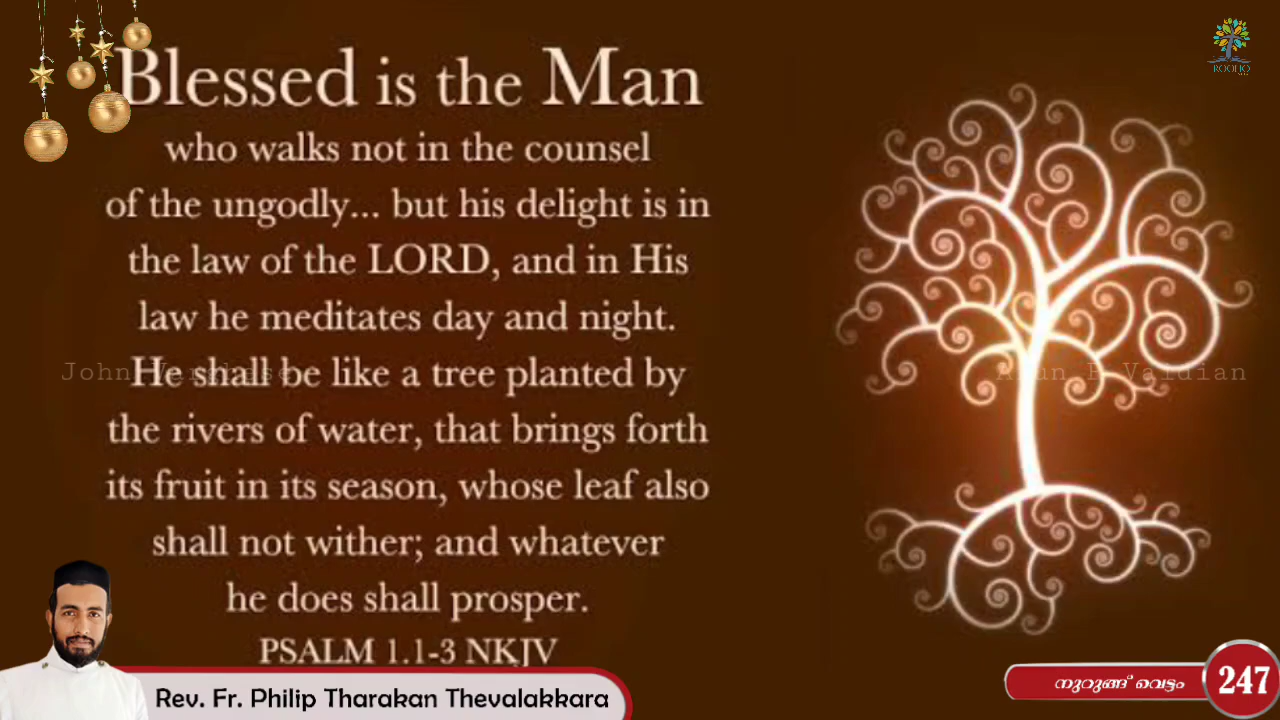 Blessed is the Man
who walks not in the counsel
of the ungodly... but his delight is in
the law of the LORD, and in His
law he meditates day and night.
He shall be like a tree planted by
the rivers of water, that brings forth
its fruit in its season, whose leaf also
shall not wither; and whatever
he does shall prosper.
PSALM 1.1-3 NKJV
John
Vaidian
ROOHO
Rev. Fr. Philip Tharakan Thevalakkara
നുറുങ്ങ് വെട്ടം
247